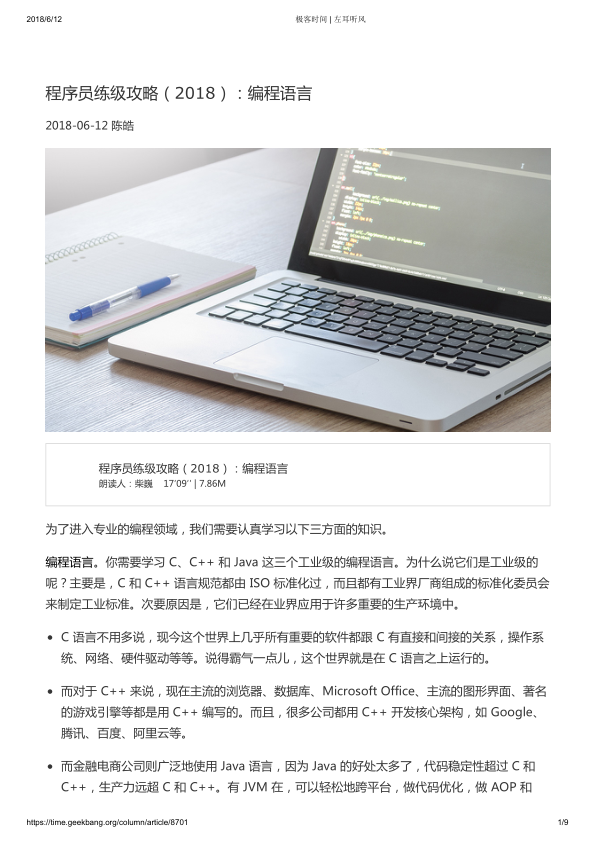 2018/6/12
极客时间 | 左耳听风
程序员练级攻略（2018）：编程语言
2018-06-12 陈皓
程序员练级攻略（2018）：编程语言
朗读人：柴巍 17′09′′ | 7.86M
为了进入专业的编程领域，我们需要认真学习以下三方面的知识。
编程语言。你需要学习 C、C++ 和 Java 这三个工业级的编程语言。为什么说它们是工业级的
呢？主要是，C 和 C++ 语言规范都由 ISO 标准化过，而且都有工业界厂商组成的标准化委员会
来制定工业标准。次要原因是，它们已经在业界应用于许多重要的生产环境中。
• C 语言不用多说，现今这个世界上几乎所有重要的软件都跟 C 有直接和间接的关系，操作系
统、网络、硬件驱动等等。说得霸气一点儿，这个世界就是在 C 语言之上运行的。
• 而对于 C++ 来说，现在主流的浏览器、数据库、Microsoft Office、主流的图形界面、著名
的游戏引擎等都是用 C++ 编写的。而且，很多公司都用 C++ 开发核心架构，如 Google、
腾讯、百度、阿里云等。
• 而金融电商公司则广泛地使用 Java 语言，因为 Java 的好处太多了，代码稳定性超过 C 和
C++，生产力远超 C 和 C++。有 JVM 在，可以轻松地跨平台，做代码优化，做 AOP 和
https://time.geekbang.org/column/article/8701
1/9